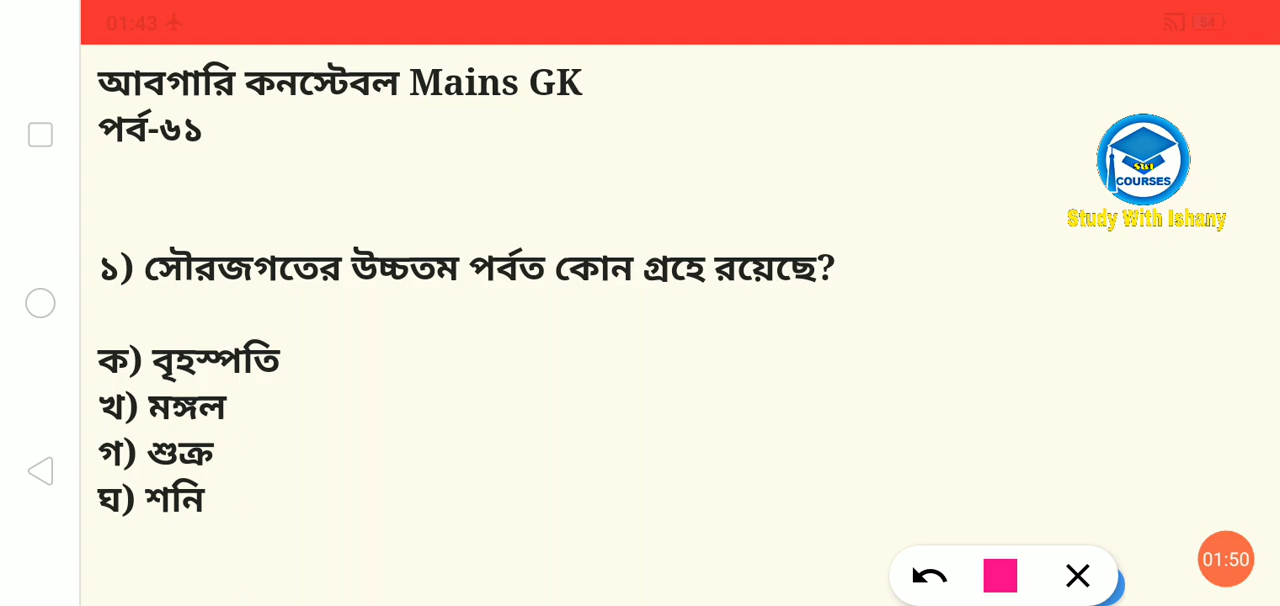 01:43
54
আবগারি কনস্টেবল Mains GK
পর্ব-৬১
COURSES
Study With Ishany
১) সৌরজগতের উচ্চতম পর্বত কোন গ্রহে রয়েছে?
ক) বৃহস্পতি
খ) মঙ্গল
গ) শুক্র
ঘ) শনি
01:50